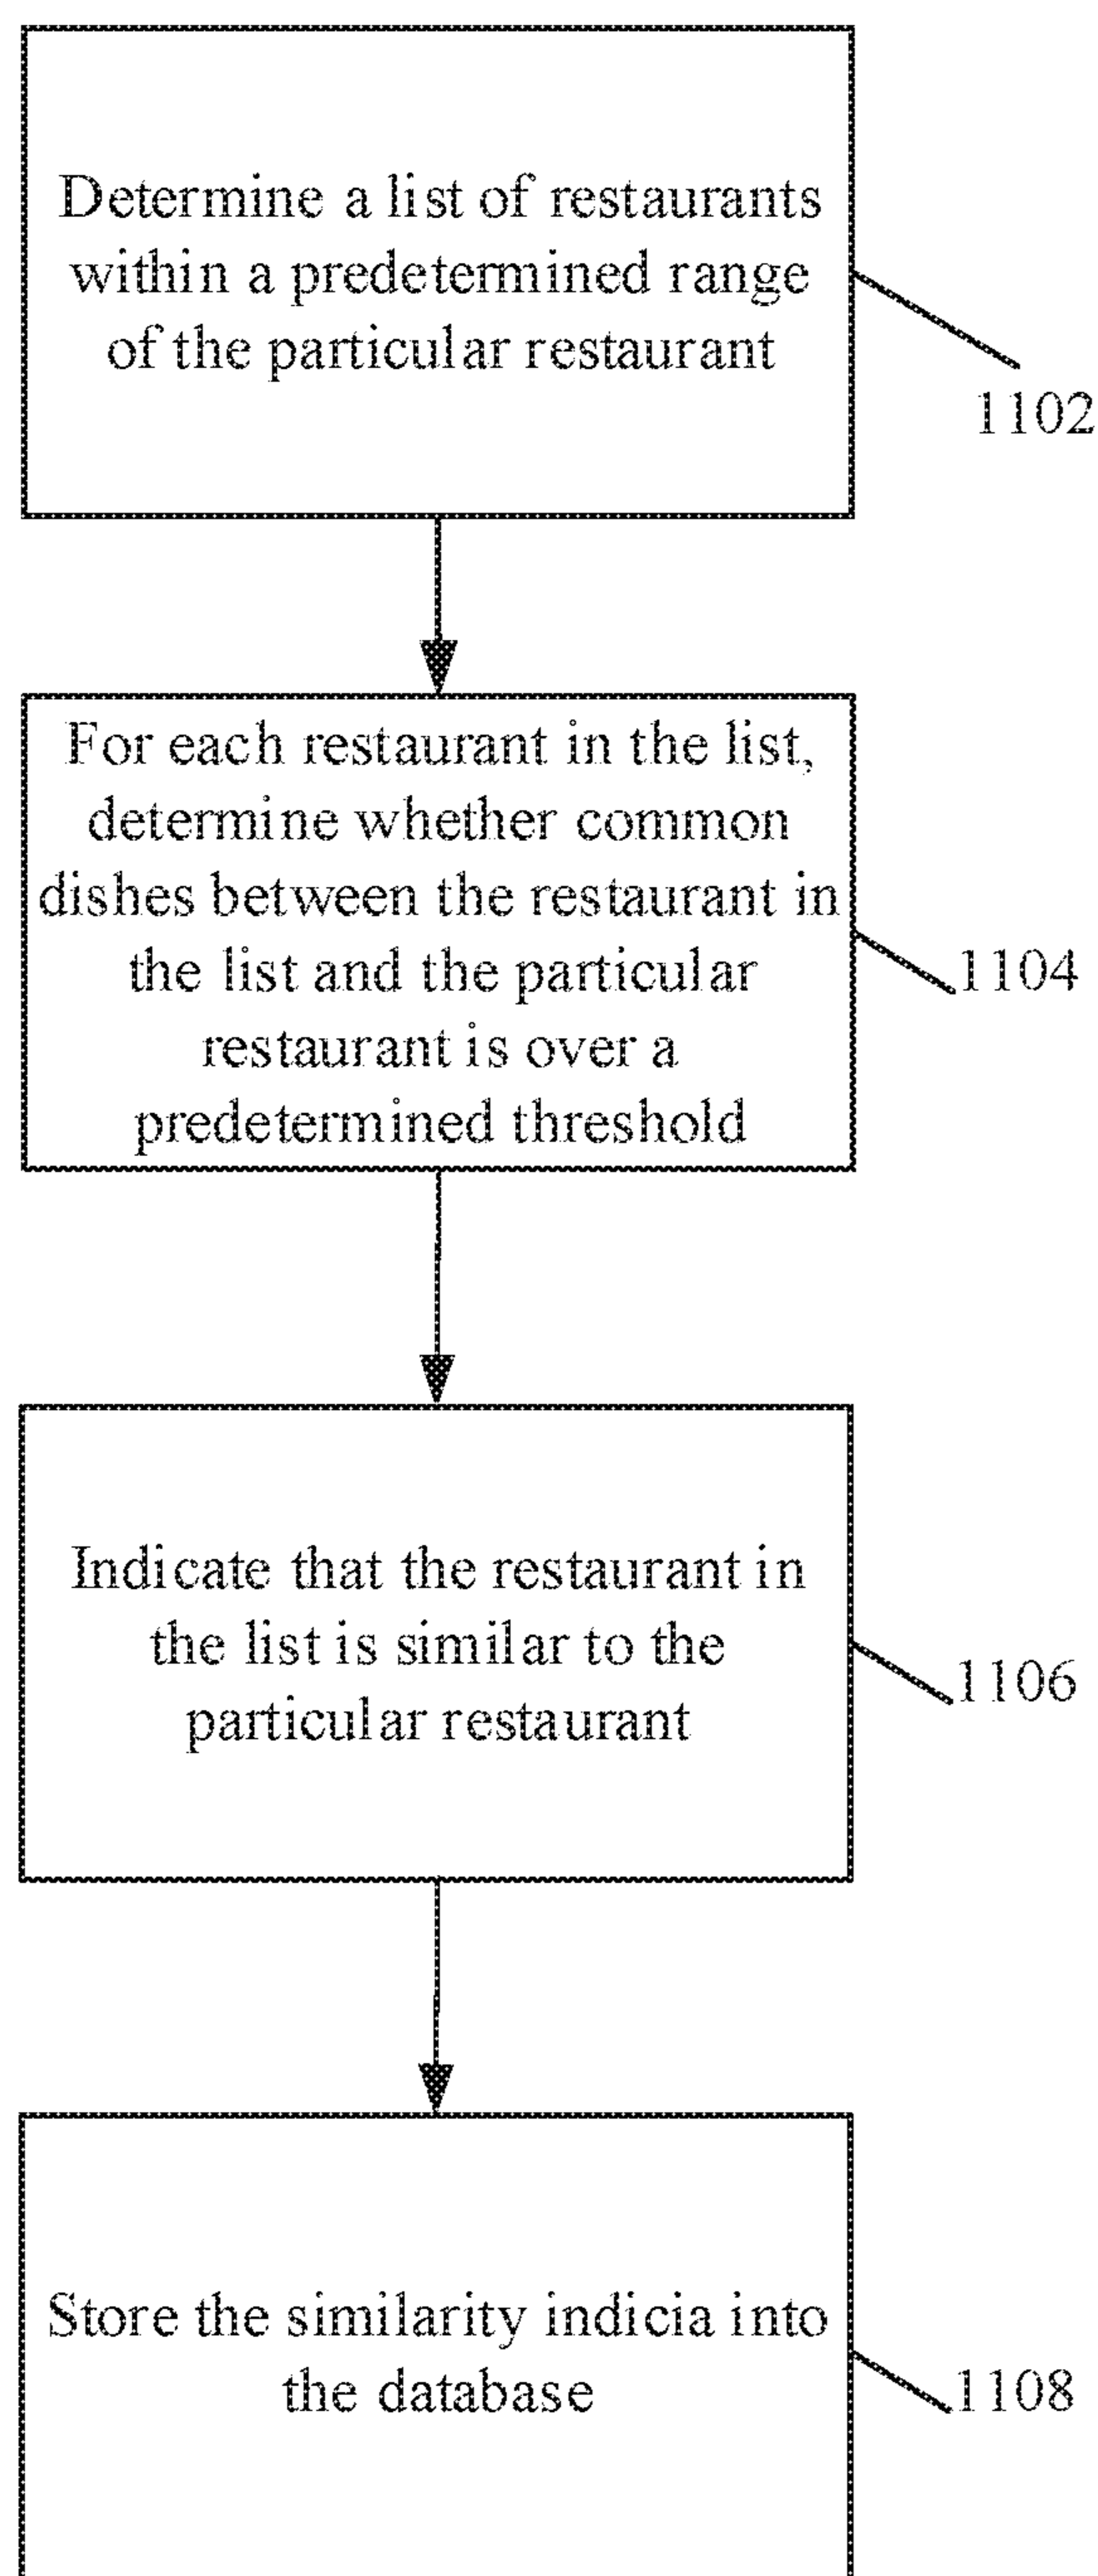 Determine a list of restaurants
within a predetermined range
of the particular restaurant
1102
For each restaurant in the list,
determine whether common
dishes between the restaurant in
the list and the particular
restaurant is over a
predetermined threshold
1104
Indicate that the restaurant in
the list is similar to the
particular restaurant
1106
Store the similarity indicia into
the database
1108